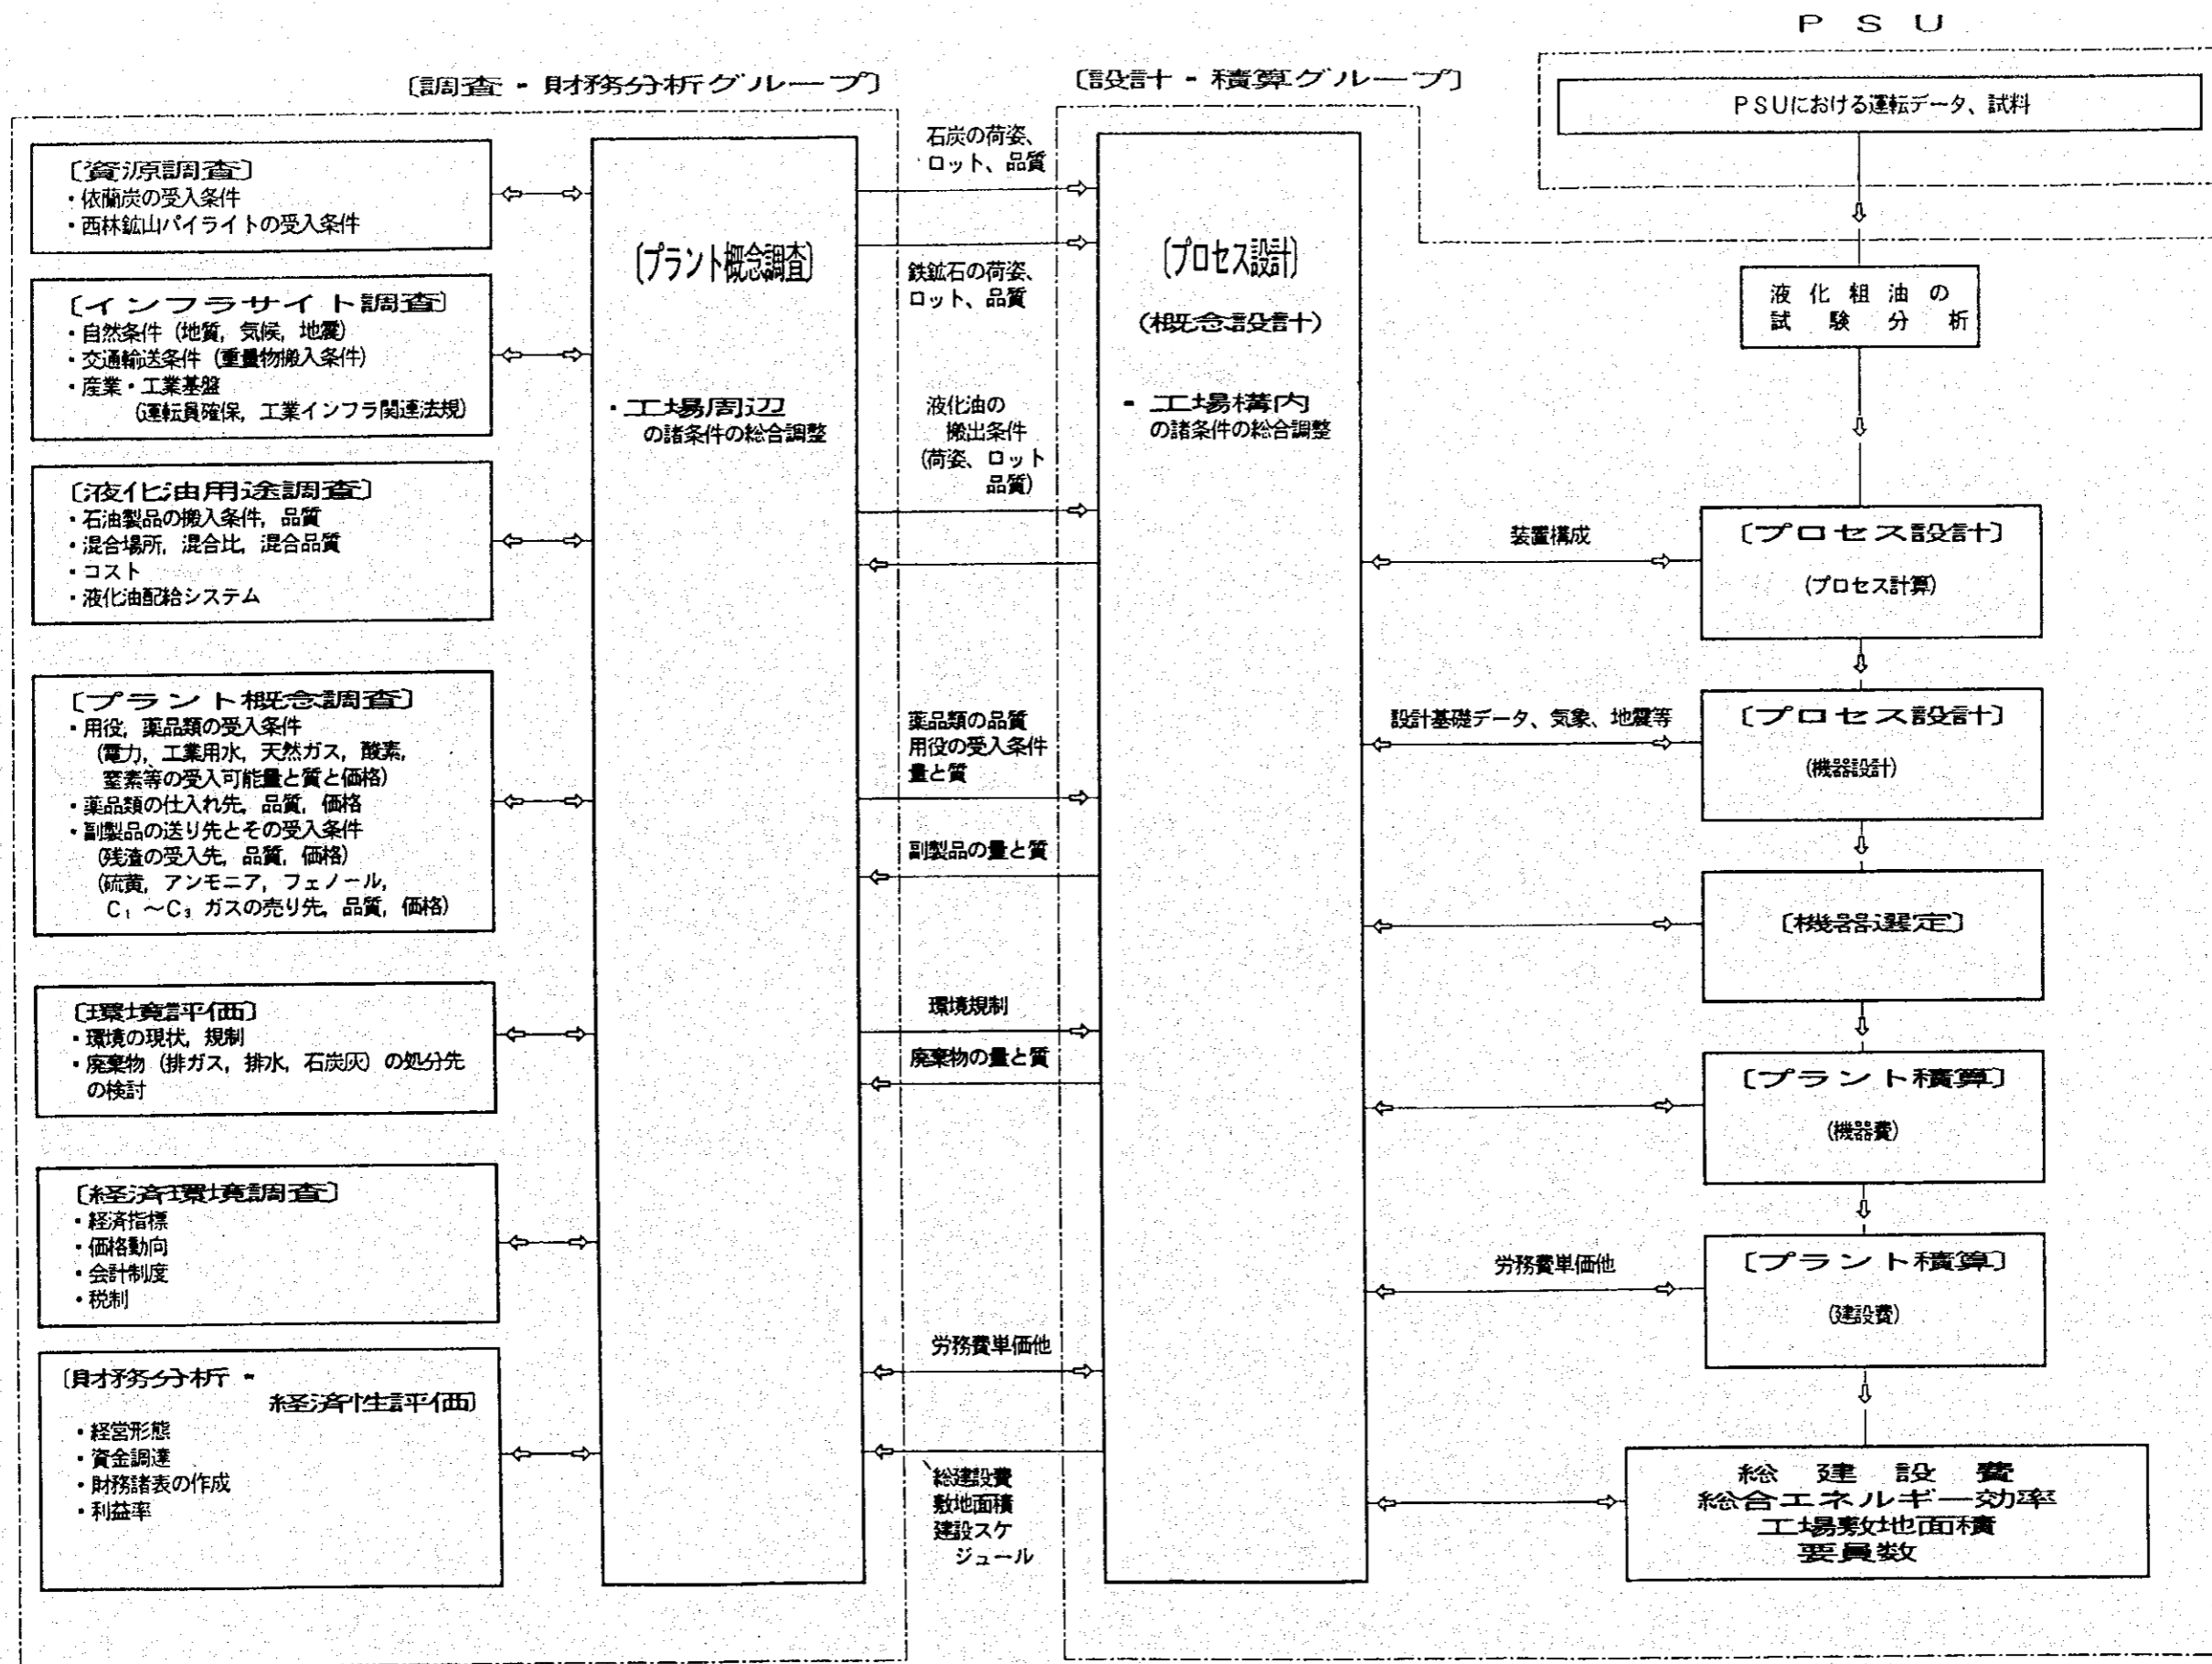 PSU
PSUにおける運転データ、試料
〔調査・財務分析グループ〕
〔資源調査〕
・依蘭炭の受入条件
・西林鉱山パイライトの受入条件
〔インフラサイト調査〕
・自然条件（地質，気候，地震）
・交通輸送条件（重量物搬入条件）
・産業・工業基盤
（運転員確保，工業インフラ関連法規）
〔液化油用途調査〕
・石油製品の搬入条件，品質
・混合場所，混合比，混合品質
・コスト
・液化油配給システム
〔プラント概念調査〕
・用役，薬品類の受入条件
（電力，工業用水，天然ガス，酸素，
窒素等の受入可能量と質と価格）
・薬品類の仕入れ先，品質，価格
・副製品の送り先とその受入条件
（残渣の受入先，品質，価格）
（硫黄，アンモニア，フェノール，
C₁～C₃ガスの売り先，品質，価格）
〔環境評価〕
・環境の現状，規制
・廃棄物（排ガス，排水，石炭灰）の処分先
の検討
〔経済環境調査〕
・経済指標
・価格動向
・会計制度
・税制
〔財務分析・
経済性評価〕
・経営形態
・資金調達
・財務諸表の作成
・利益率
〔プラント概念調査〕
・工場周辺
の諸条件の総合調整
石炭の荷姿、
ロット、品質
鉄鉱石の荷姿、
ロット、品質
液化油の
搬出条件
（荷姿、ロット
品質）
薬品類の品質
用役の受入条件
量と質
副製品の量と質
環境規制
廃棄物の量と質
労務費単価他
総建設費
敷地面積
建設スケ
ジュール
〔設計・積算グループ〕
〔プロセス設計〕
（概念設計）
・工場構内
の諸条件の総合調整
装置構成
設計基礎データ、気象、地震等
労務費単価他
液化粗油の
試験分析
〔プロセス設計〕
（プロセス計算）
〔プロセス設計〕
（機器設計）
〔機器選定〕
〔プラント積算〕
（機器費）
〔プラント積算〕
（建設費）
総建設費
総合エネルギー効率
工場敷地面積
要員数